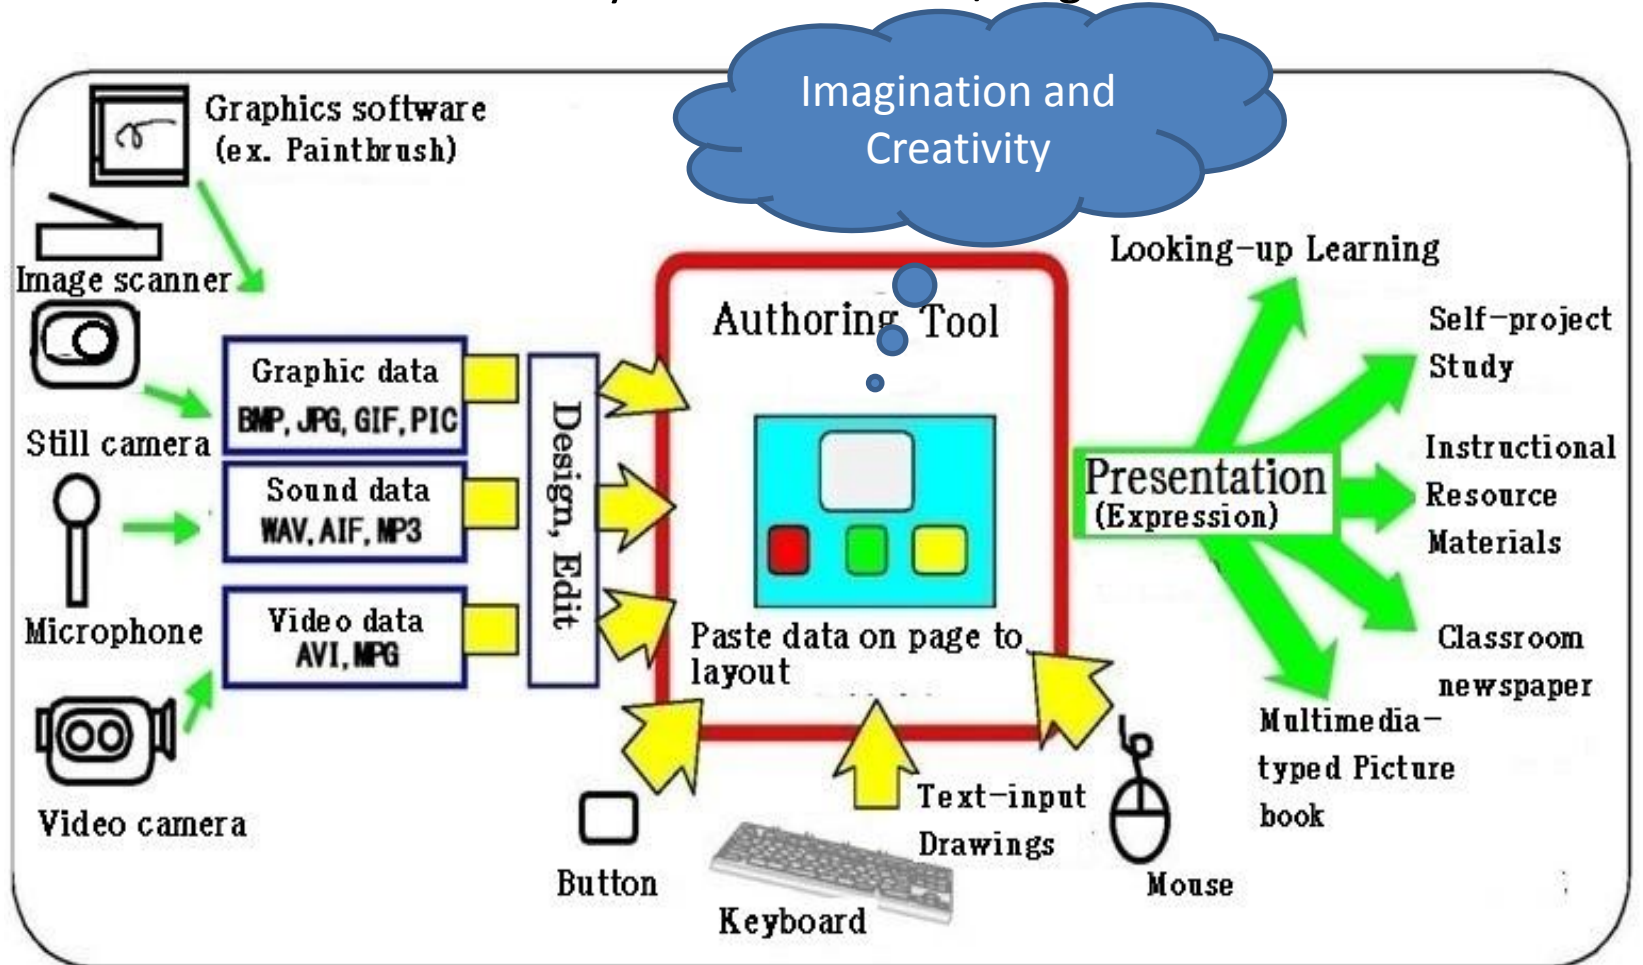 Imagination and
Creativity
Graphics software
(ex. Paintbrush)
Image scanner
Still camera
Microphone
Video camera
Graphic data
BMP, JPG, GIF, PIC
Sound data
WAV, AIF, MP3
Video data
AVI, MPG
Design, Edit
Authoring Tool
Paste data on page to
layout
Button
Keyboard
Text-input
Drawings
Mouse
Presentation
(Expression)
Looking-up Learning
Self-project
Study
Instructional
Resource
Materials
Classroom
newspaper
Multimedia-
typed Picture
book